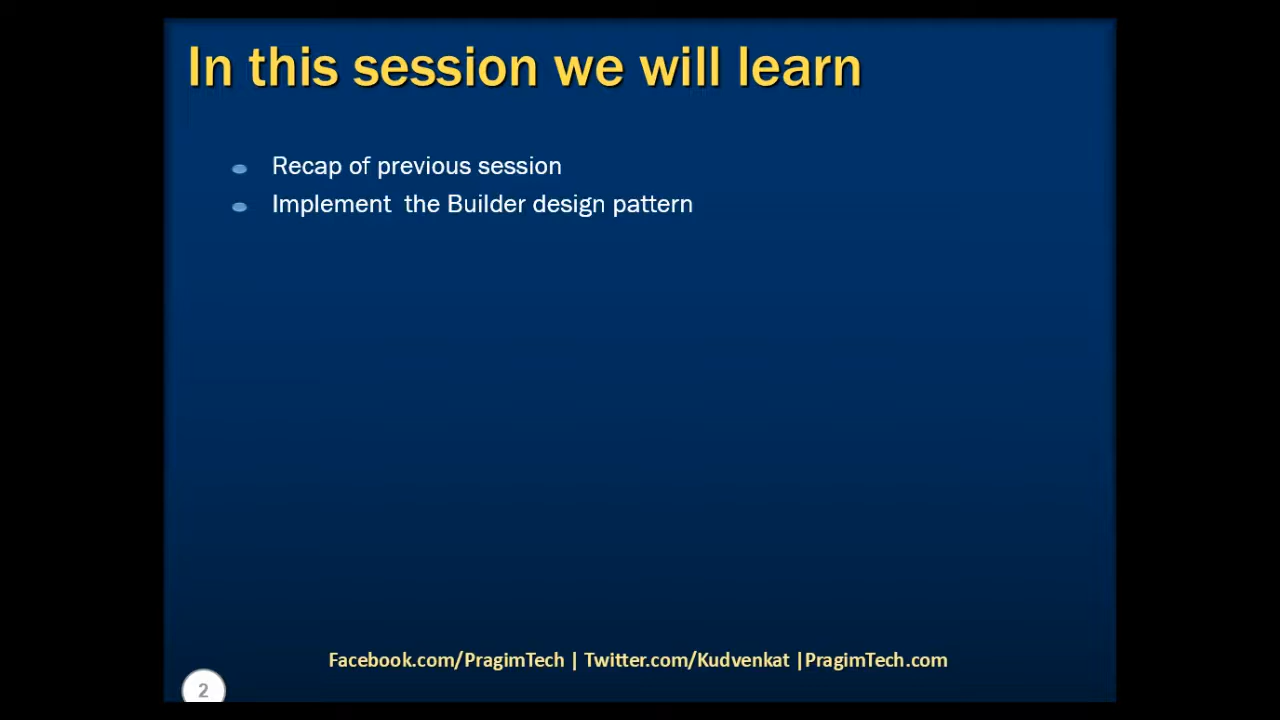 In this session we will learn
Recap of previous session
Implement  the Builder design pattern
Facebook.com/PragimTech | Twitter.com/Kudvenkat |PragimTech.com
2